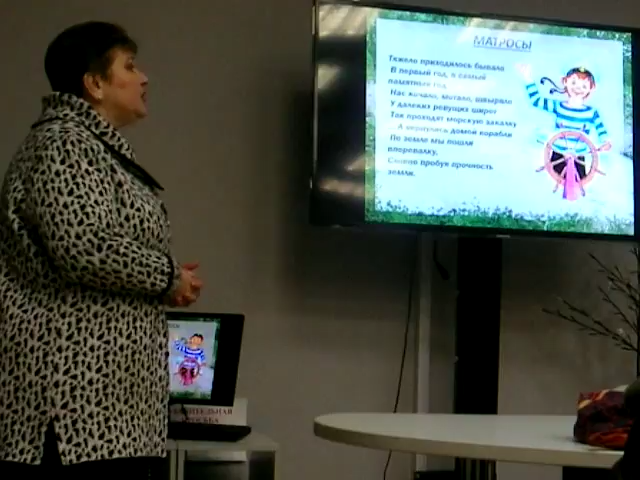 МАТРОСЫ
Тяжело приходилось бывало
В первый год, в самый
памятный год.
Нас качало, мотало, швыряло
У далеких ревущих широт
Так проходят морскую закалку
А вернулись домой корабли
По земле мы пошли
вперевалку,
Словно пробуя прочность
земли.